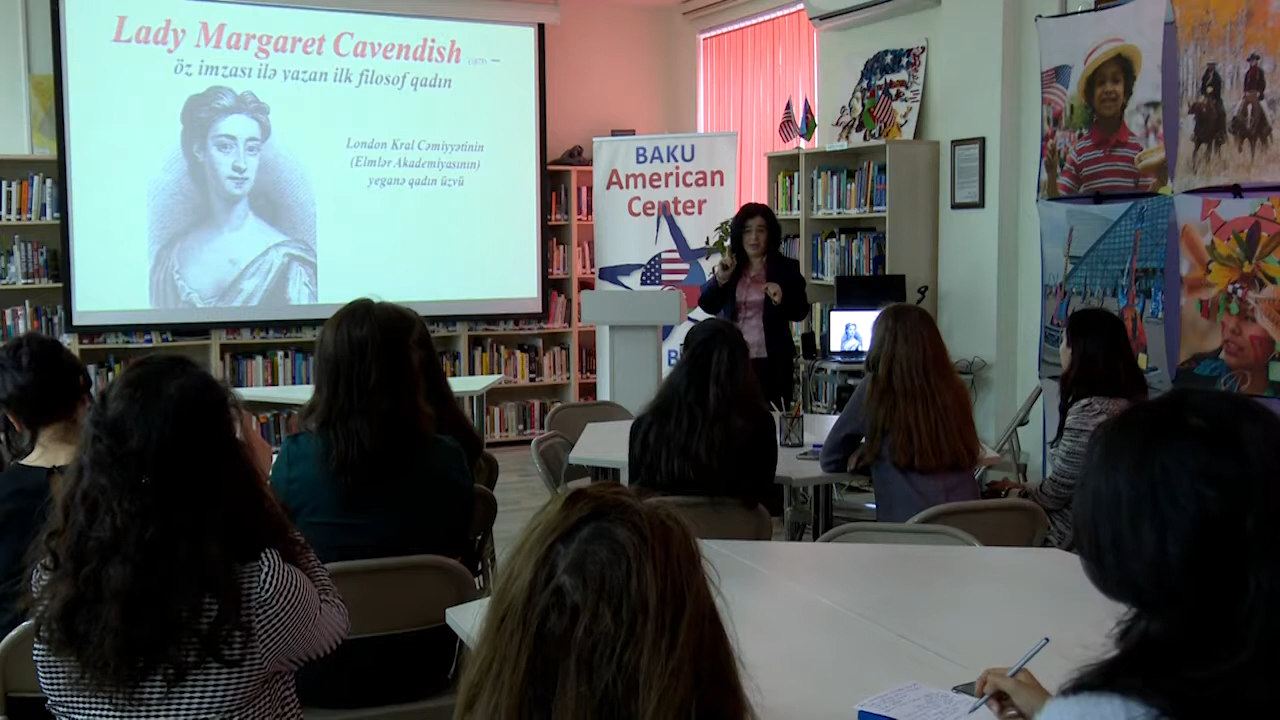 Lady Margaret Cavendish –
öz imzası ilə yazan ilk filosof qadın
London Kral Cəmiyyətinin
(Elmlər Akademiyasının)
yeganə qadın üzvü
BAKU
American
Center